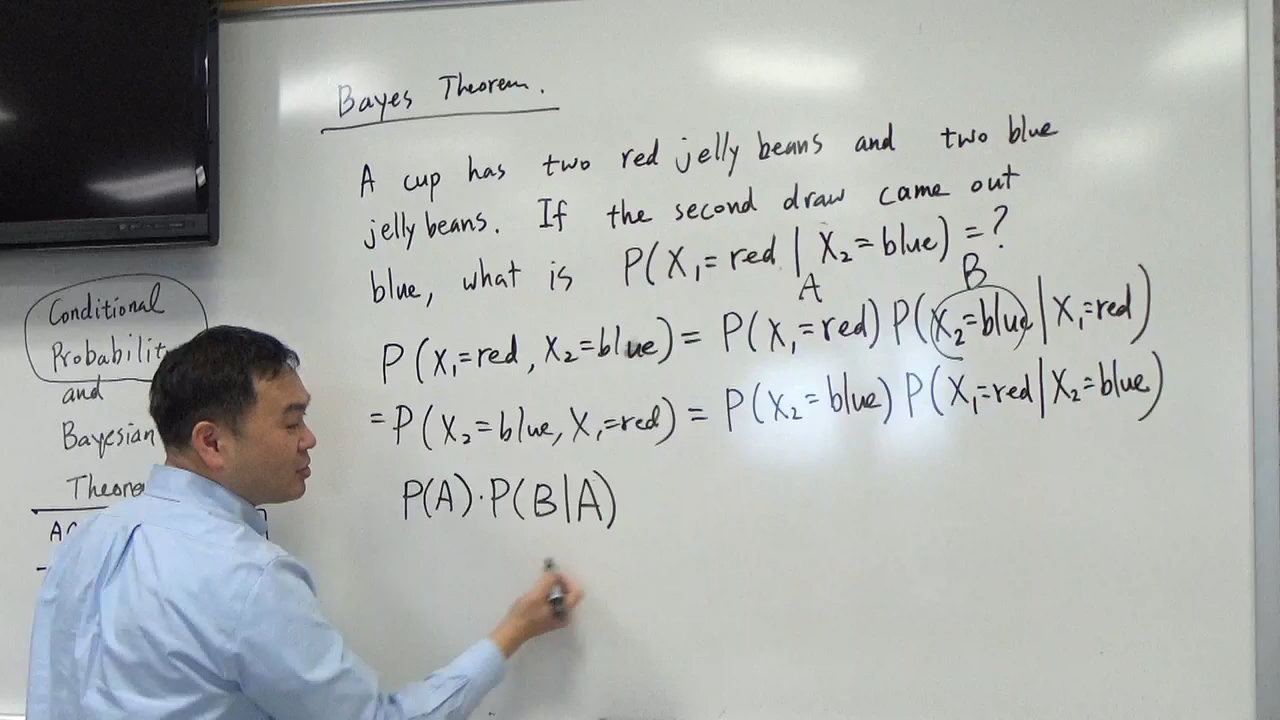 Bayes Theorem.
A cup has two red jelly beans and two blue
jelly beans. If the second draw came out
blue, what is P(X₁=red | X₂=blue) = ?
A B
P(X₁=red, X₂=blue) = P(X₁=red) P(X₂=blue | X₁=red)
= P(X₂=blue, X₁=red) = P(X₂=blue) P(X₁=red | X₂=blue)
P(A)·P(B|A)
Conditional
and
Bayesian